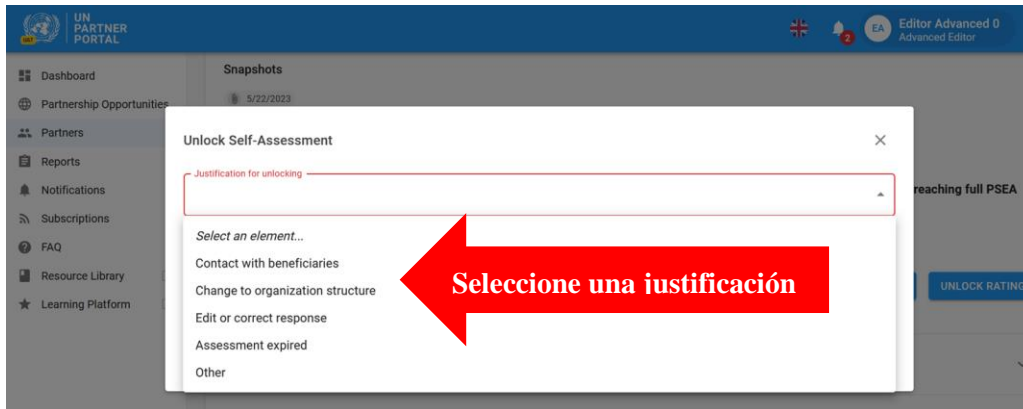 UN
PARTNER
PORTAL
2
EA
Editor Advanced 0
Advanced Editor
Dashboard
Partnership Opportunities
Partners
Reports
Notifications
Subscriptions
FAQ
Resource Library
Learning Platform
Snapshots
5/22/2023
Unlock Self-Assessment
Justification for unlocking
reaching full PSEA
Select an element...
Contact with beneficiaries
Change to organization structure
Edit or correct response
Assessment expired
Other
Seleccione una justificación
UNLOCK RATING